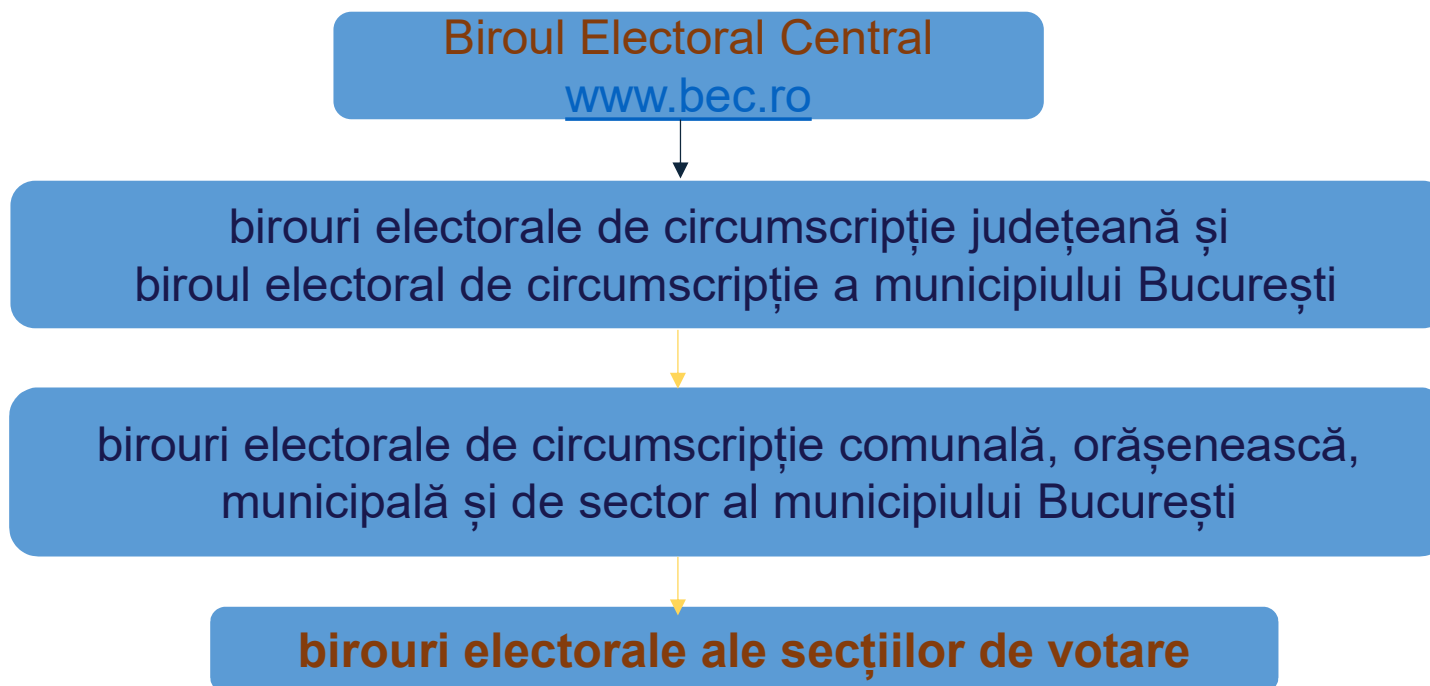 Biroul Electoral Central
www.bec.ro
birouri electorale de circumscripție județeană și
biroul electoral de circumscripție a municipiului București
birouri electorale de circumscripție comunală, orășenească,
municipală și de sector al municipiului București
birouri electorale ale secțiilor de votare